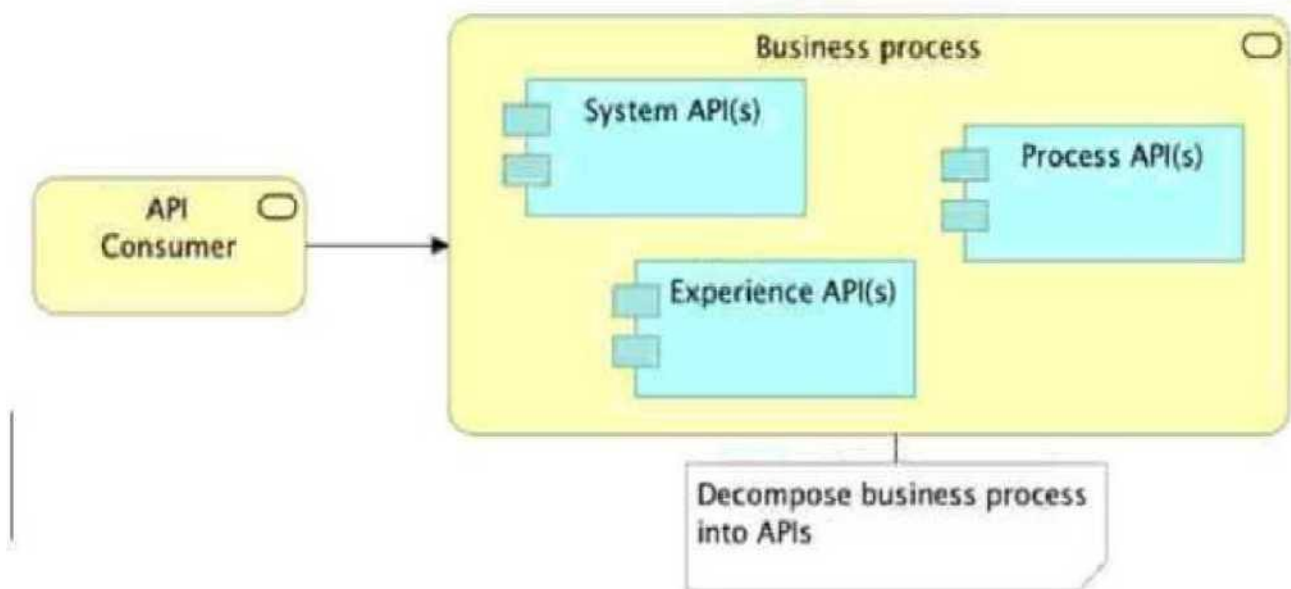 Business process
System API(s)
Process API(s)
API
Consumer
Experience API(s)
Decompose business process
into APIs